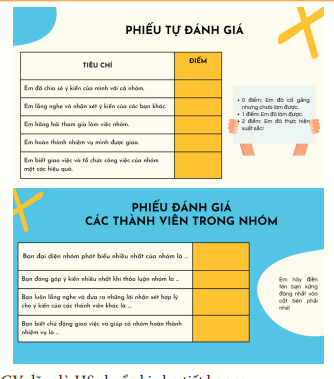 PHIẾU TỰ ĐÁNH GIÁ
TIÊU CHÍ
ĐIỂM
Em đã chia sẻ ý kiến của mình với cả nhóm.
Em lắng nghe và nhận xét ý kiến của các bạn khác.
Em hăng hái tham gia làm việc nhóm.
Em hoàn thành nhiệm vụ mình được giao.
Em biết giao việc và tổ chức công việc của nhóm
một các hiệu quả.
• 0 điểm: Em đã cố gắng
nhưng chưa làm được.
• 1 điểm: Em đã làm được.
• 2 điểm: Em đã thực hiện
xuất sắc!
PHIẾU ĐÁNH GIÁ
CÁC THÀNH VIÊN TRONG NHÓM
Bạn đại diện nhóm phát biểu nhiều nhất của nhóm là ...
Bạn đóng góp ý kiến nhiều nhất khi thảo luận nhóm là ...
Bạn luôn lắng nghe và đưa ra những lời nhận xét hợp lý
cho ý kiến của các thành viên khác là ...
Bạn biết chủ động giao việc và giúp cả nhóm hoàn thành
nhiệm vụ là ...
Em hãy điền
tên bạn xứng
đáng nhất vào
cột bên phải
nhé!